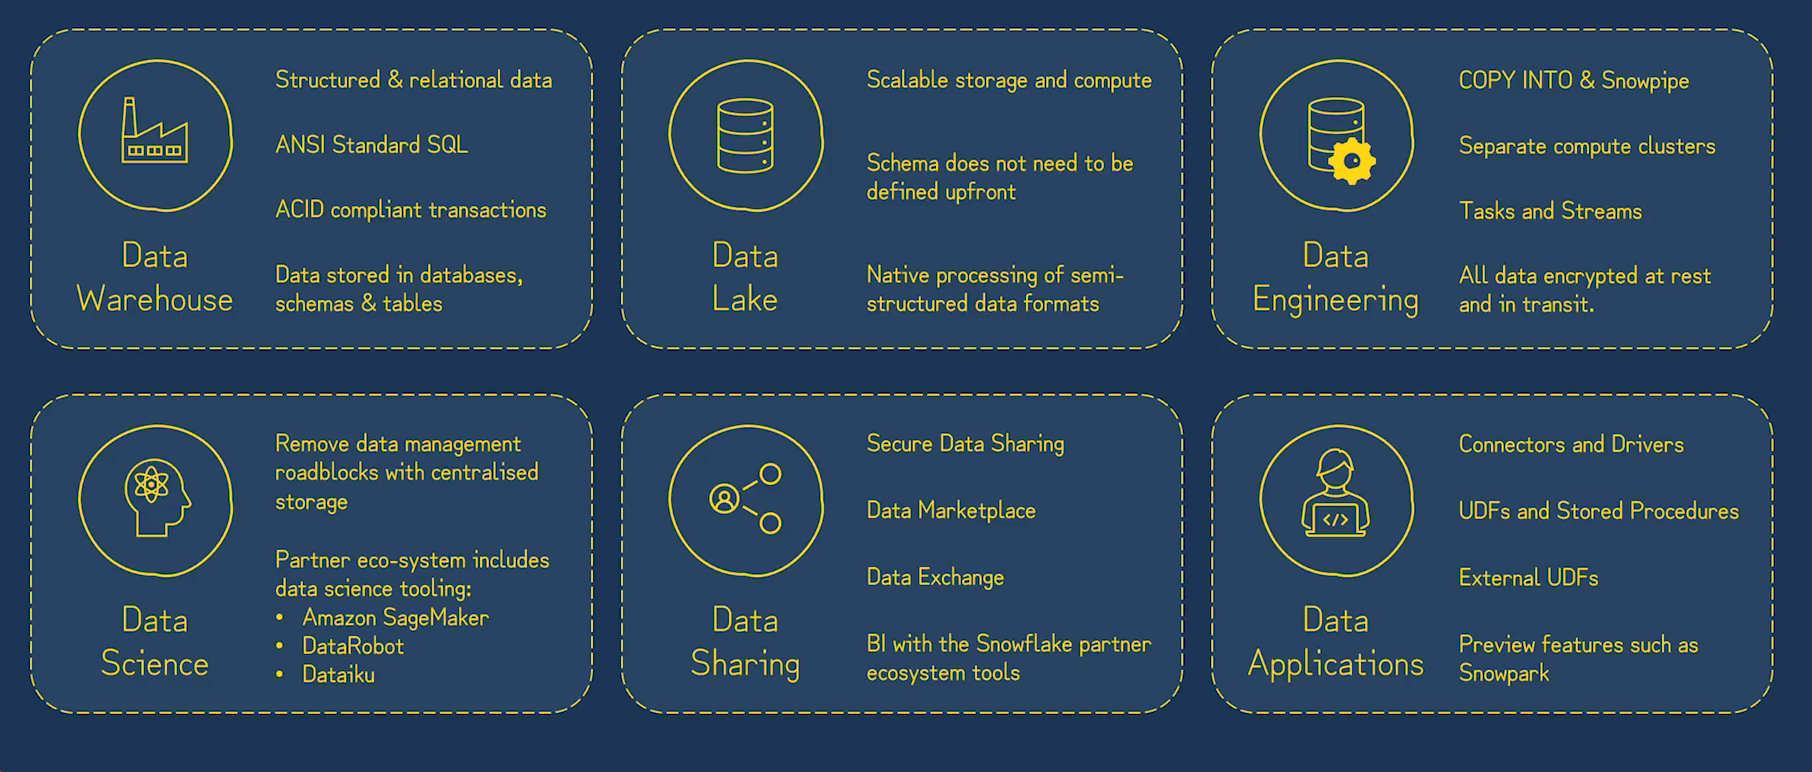 Structured & relational data
ANSI Standard SQL
ACID compliant transactions
Data stored in databases,
schemas & tables
Data
Warehouse
Scalable storage and compute
Schema does not need to be
defined upfront
Native processing of semi-
structured data formats
Data
Lake
COPY INTO & Snowpipe
Separate compute clusters
Tasks and Streams
All data encrypted at rest
and in transit.
Data
Engineering
Remove data management
roadblocks with centralised
storage
Partner eco-system includes
data science tooling:
• Amazon SageMaker
• DataRobot
• Dataiku
Data
Science
Secure Data Sharing
Data Marketplace
Data Exchange
BI with the Snowflake partner
ecosystem tools
Data
Sharing
Connectors and Drivers
UDFs and Stored Procedures
External UDFs
Preview features such as
Snowpark
</>
Data
Applications